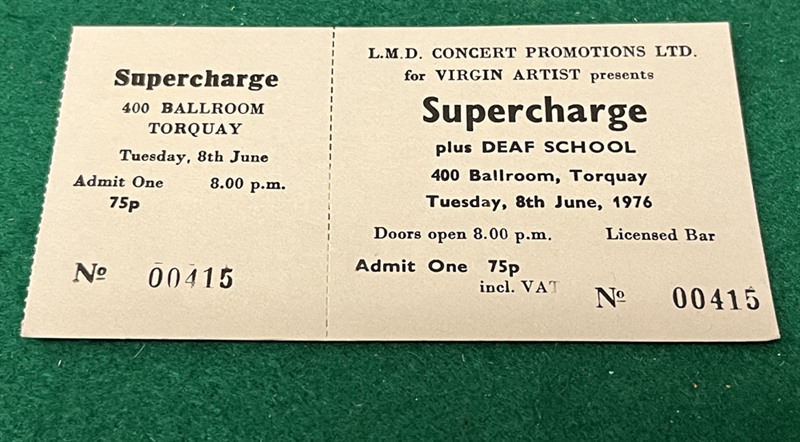 Supercharge
400 BALLROOM
TORQUAY
Tuesday, 8th June
Admit One 8.00 p.m.
75p
Nº 00415
L.M.D. CONCERT PROMOTIONS LTD.
for VIRGIN ARTIST presents
Supercharge
plus DEAF SCHOOL
400 Ballroom, Torquay
Tuesday, 8th June, 1976
Doors open 8.00 p.m. Licensed Bar
Admit One 75p
incl. VAT
Nº 00415